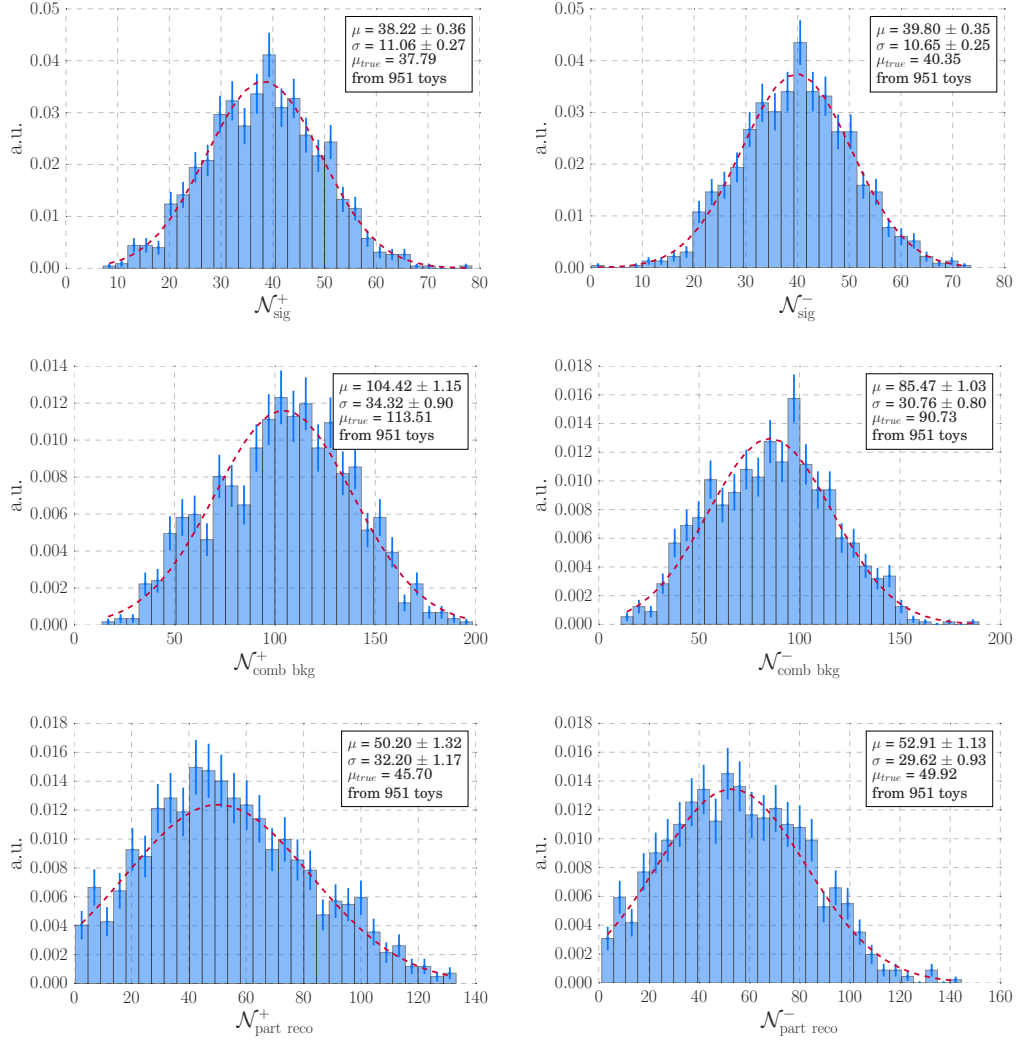 0.05
0.04
0.03
0.02
0.01
0.00
a.u.
μ = 38.22 ± 0.36
σ = 11.06 ± 0.27
μ_true = 37.79
from 951 toys
0 10 20 30 40 50 60 70 80
𝒩⁺_sig
0.05
0.04
0.03
0.02
0.01
0.00
a.u.
μ = 39.80 ± 0.35
σ = 10.65 ± 0.25
μ_true = 40.35
from 951 toys
0 10 20 30 40 50 60 70 80
𝒩⁻_sig
0.014
0.012
0.010
0.008
0.006
0.004
0.002
0.000
a.u.
μ = 104.42 ± 1.15
σ = 34.32 ± 0.90
μ_true = 113.51
from 951 toys
0 50 100 150 200
𝒩⁺_comb bkg
0.018
0.016
0.014
0.012
0.010
0.008
0.006
0.004
0.002
0.000
a.u.
μ = 85.47 ± 1.03
σ = 30.76 ± 0.80
μ_true = 90.73
from 951 toys
0 50 100 150 200
𝒩⁻_comb bkg
0.018
0.016
0.014
0.012
0.010
0.008
0.006
0.004
0.002
0.000
a.u.
μ = 50.20 ± 1.32
σ = 32.20 ± 1.17
μ_true = 45.70
from 951 toys
0 20 40 60 80 100 120 140
𝒩⁺_part reco
0.018
0.016
0.014
0.012
0.010
0.008
0.006
0.004
0.002
0.000
a.u.
μ = 52.91 ± 1.13
σ = 29.62 ± 0.93
μ_true = 49.92
from 951 toys
0 20 40 60 80 100 120 140 160
𝒩⁻_part reco